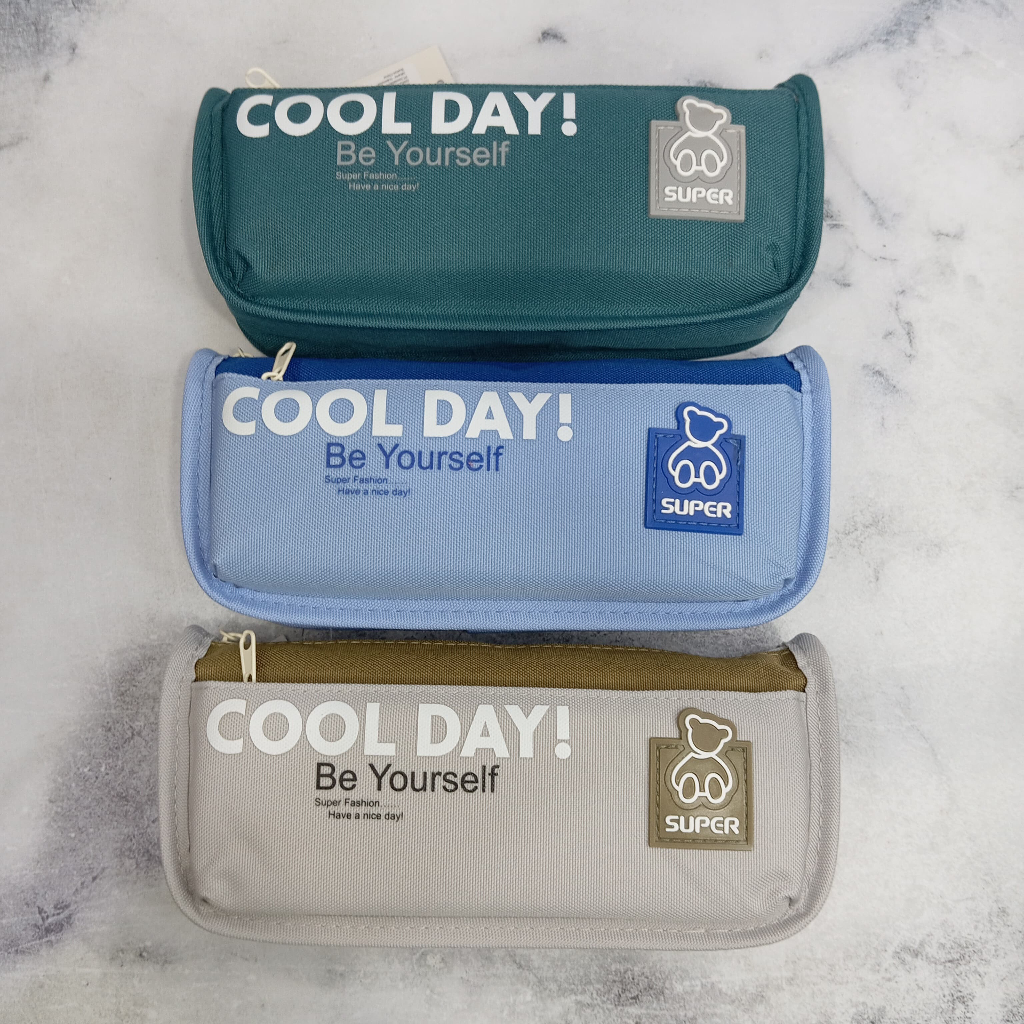 COOL DAY!
Be Yourself
Super Fashion......
Have a nice day!
SUPER
COOL DAY!
Be Yourself
Super Fashion......
Have a nice day!
SUPER
COOL DAY!
Be Yourself
Super Fashion......
Have a nice day!
SUPER